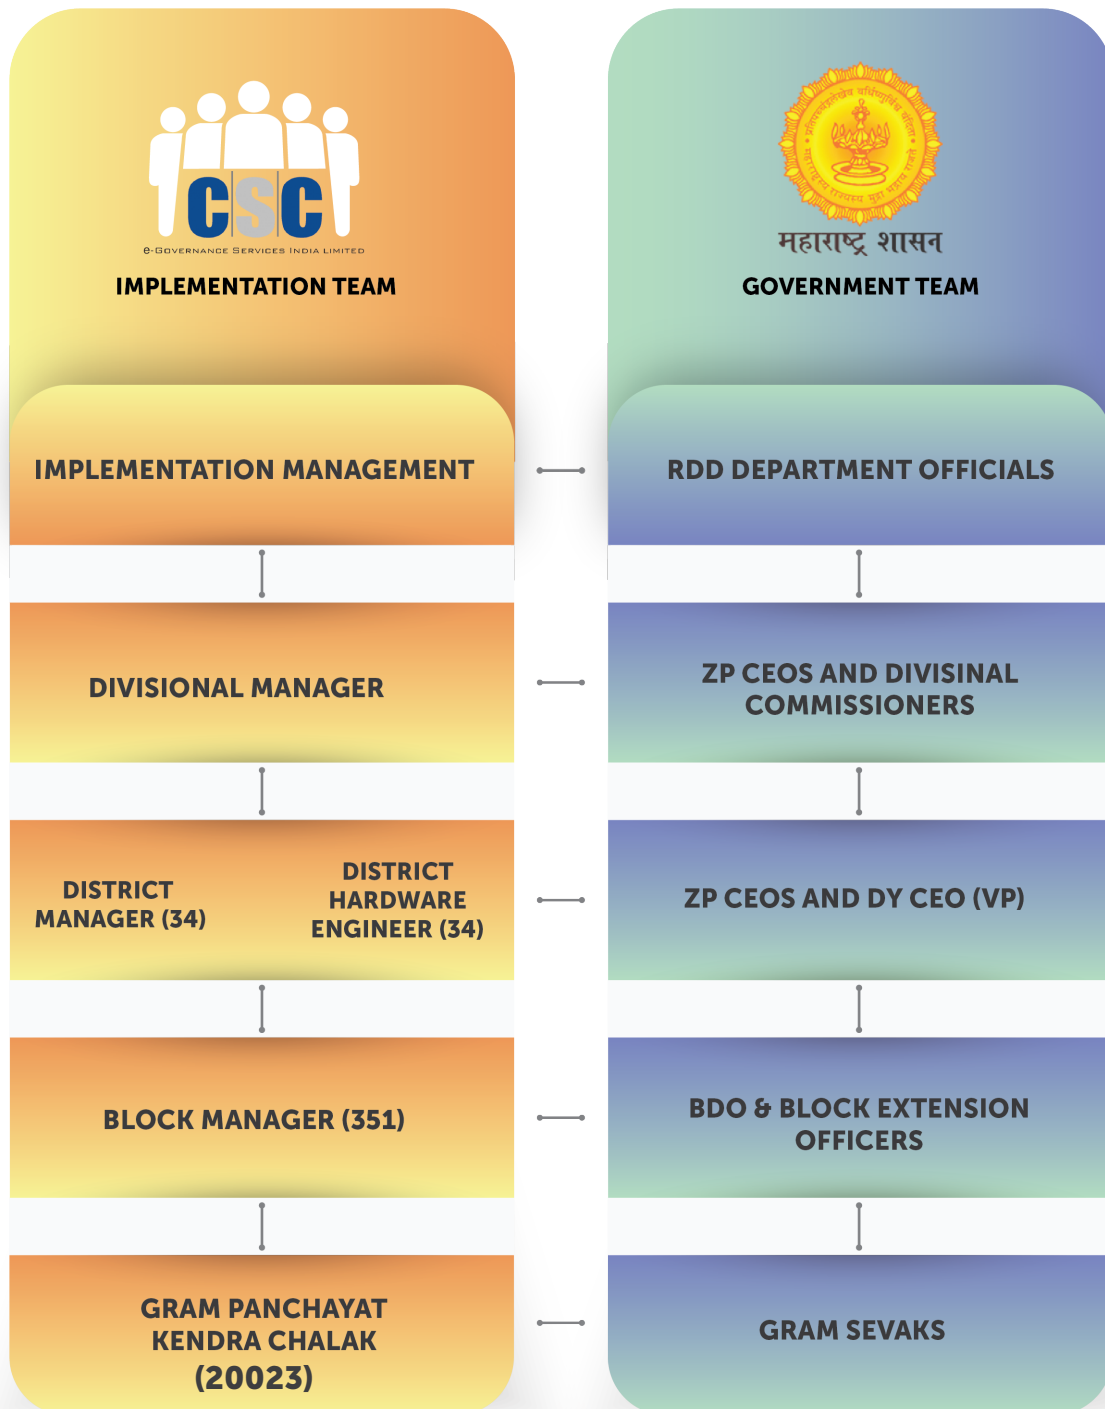 CSC
e-Governance Services India Limited
IMPLEMENTATION TEAM
महाराष्ट्र शासन
GOVERNMENT TEAM
IMPLEMENTATION MANAGEMENT
RDD DEPARTMENT OFFICIALS
DIVISIONAL MANAGER
ZP CEOS AND DIVISINAL
COMMISSIONERS
DISTRICT
MANAGER (34)
DISTRICT
HARDWARE
ENGINEER (34)
ZP CEOS AND DY CEO (VP)
BLOCK MANAGER (351)
BDO & BLOCK EXTENSION
OFFICERS
GRAM PANCHAYAT
KENDRA CHALAK
(20023)
GRAM SEVAKS